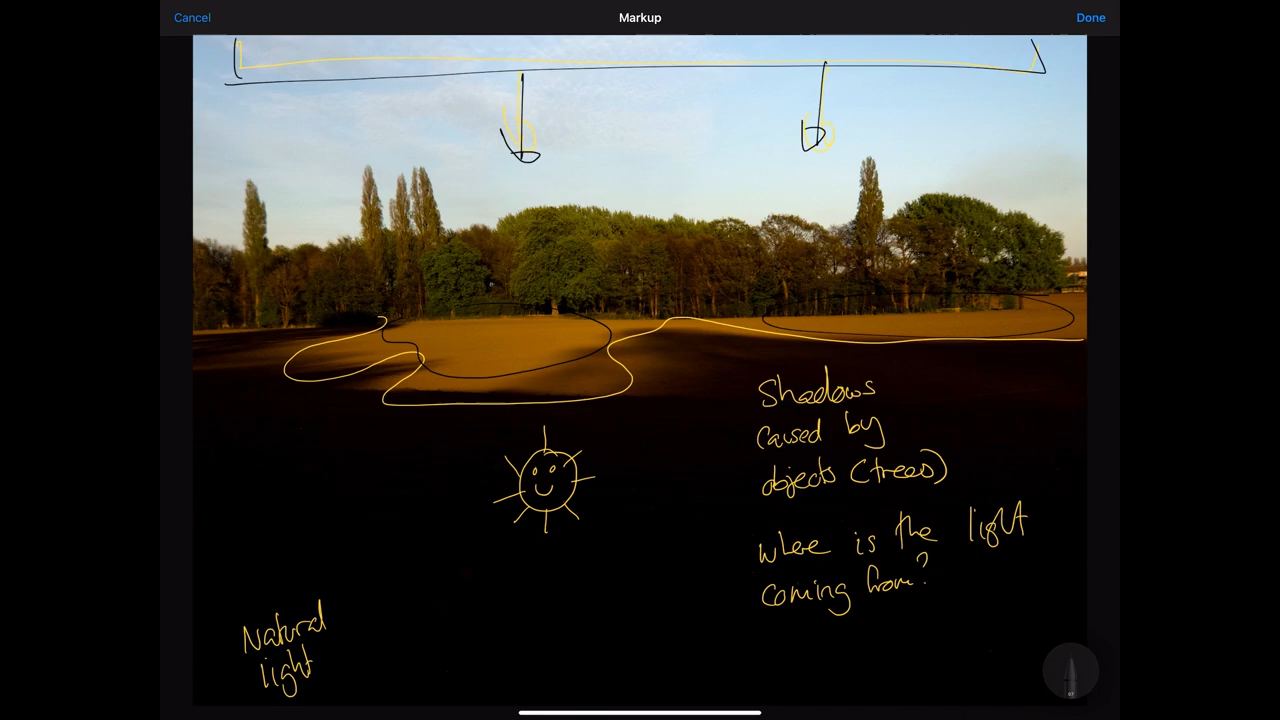 Cancel
Markup
Done
Shadows
caused by
objects (trees)
where is the light
coming from?
Natural
light